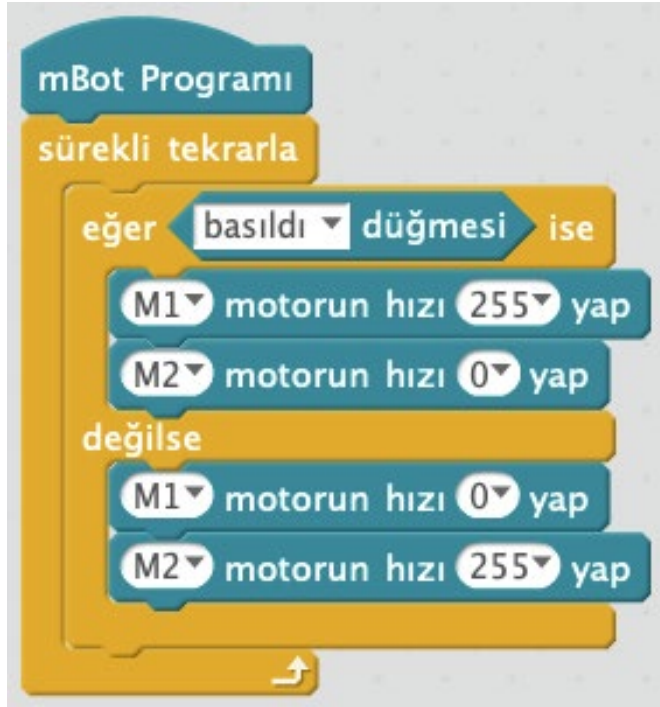 mBot Programı
sürekli tekrarla
eğer basıldı düğmesi ise
M1 motorun hızı 255 yap
M2 motorun hızı 0 yap
değilse
M1 motorun hızı 0 yap
M2 motorun hızı 255 yap